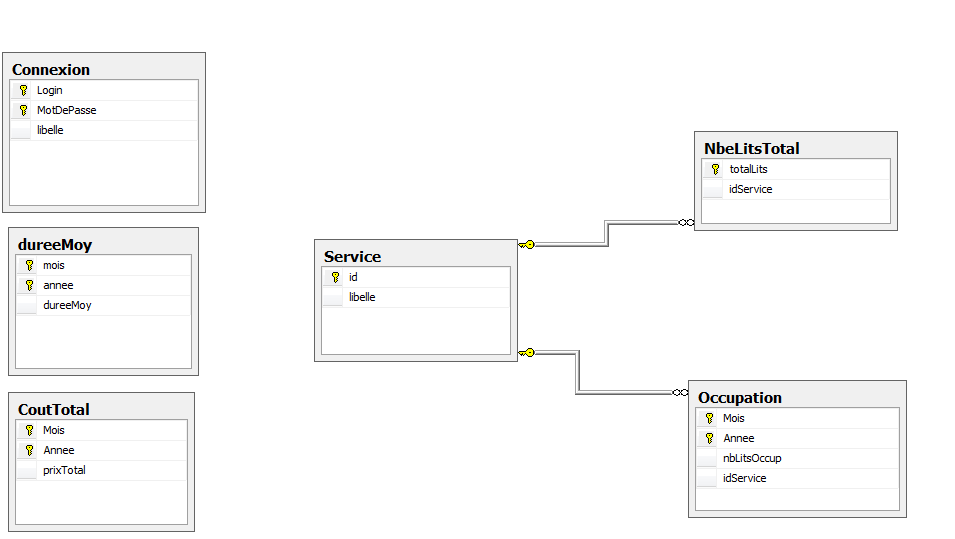 Connexion
Login
MotDePasse
libelle
dureeMoy
mois
annee
dureeMoy
CoutTotal
Mois
Annee
prixTotal
Service
id
libelle
NbeLitsTotal
totalLits
idService
Occupation
Mois
Annee
nbLitsOccup
idService